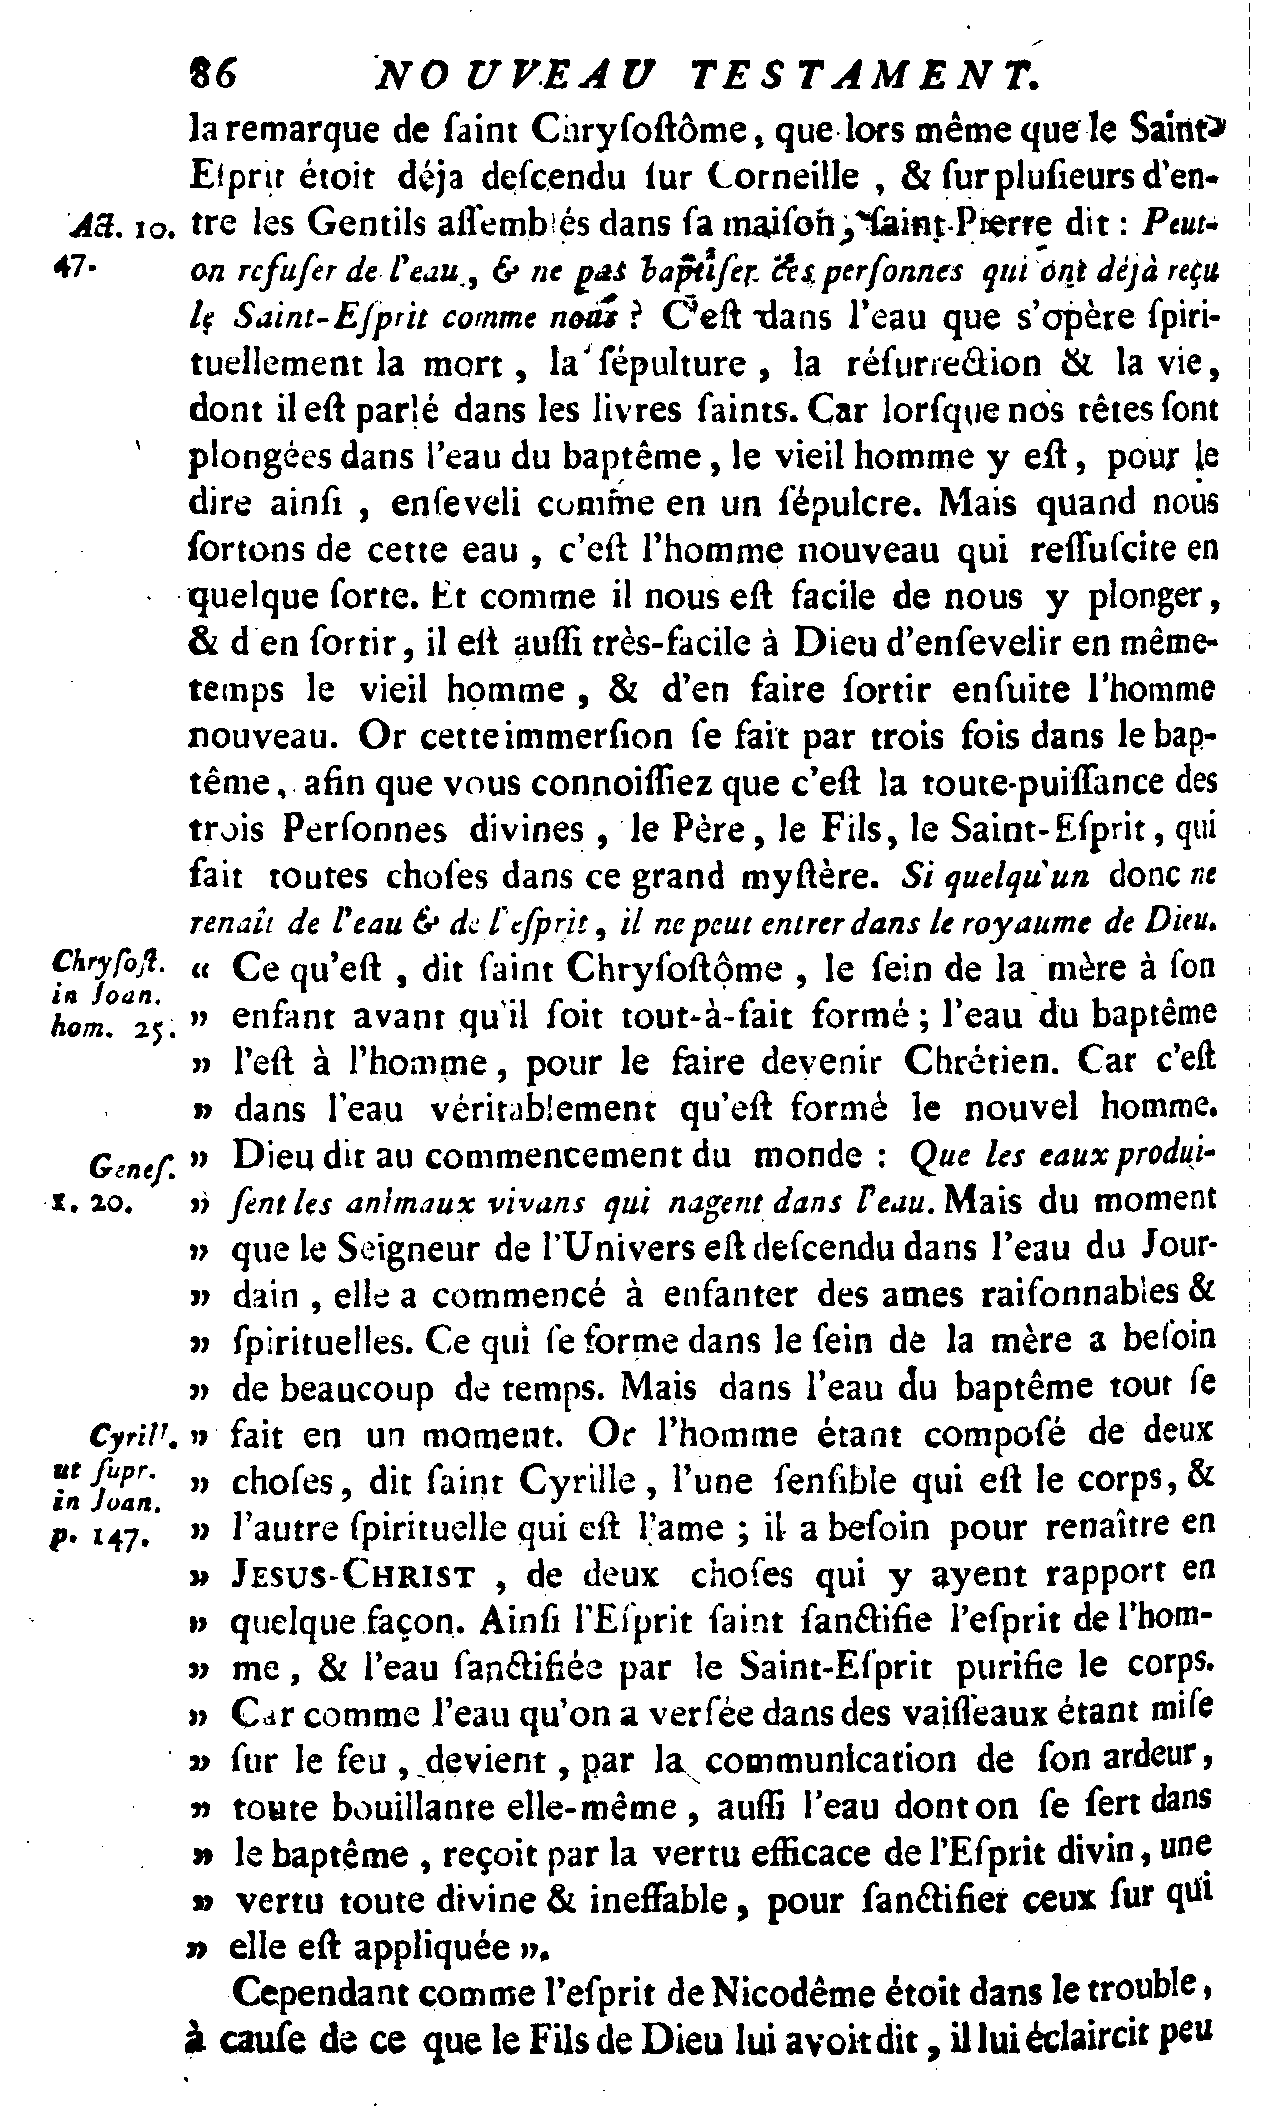 86 NOUVEAU TESTAMENT.
la remarque de ſaint Chryſoſtôme, que lors même que le Saint-
Eſprit étoit déja deſcendu ſur Corneille, & ſur pluſieurs d'en-
Act. 10. tre les Gentils aſſemblés dans ſa maiſon, ſaint Pierre dit : Peut-
47. on refuſer de l'eau, & ne pas baptiſer des perſonnes qui ont déjà reçu
le Saint-Eſprit comme nous ? C'eſt dans l'eau que s'opère ſpiri-
tuellement la mort, la ſépulture, la réſurrection & la vie,
dont il eſt parlé dans les livres ſaints. Car lorſque nos têtes ſont
plongées dans l'eau du baptême, le vieil homme y eſt, pour le
dire ainſi, enſeveli comme en un ſépulcre. Mais quand nous
ſortons de cette eau, c'eſt l'homme nouveau qui reſſuſcite en
quelque ſorte. Et comme il nous eſt facile de nous y plonger,
& d'en ſortir, il eſt auſſi très-facile à Dieu d'enſevelir en même-
temps le vieil homme, & d'en faire ſortir enſuite l'homme
nouveau. Or cette immerſion ſe fait par trois fois dans le bap-
tême, afin que vous connoiſſiez que c'eſt la toute-puiſſance des
trois Perſonnes divines, le Père, le Fils, le Saint-Eſprit, qui
fait toutes choſes dans ce grand myſtère. Si quelqu'un donc ne
renaît de l'eau & de l'eſprit, il ne peut entrer dans le royaume de Dieu.
Chryſoſt. « Ce qu'eſt, dit ſaint Chryſoſtôme, le ſein de la mère à ſon
in Joan.
hom. 25. » enfant avant qu'il ſoit tout-à-fait formé ; l'eau du baptême
» l'eſt à l'homme, pour le faire devenir Chrétien. Car c'eſt
» dans l'eau véritablement qu'eſt formé le nouvel homme.
Geneſ. » Dieu dit au commencement du monde : Que les eaux produi-
1. 20. » ſent les animaux vivans qui nagent dans l'eau. Mais du moment
» que le Seigneur de l'Univers eſt deſcendu dans l'eau du Jour-
» dain, elle a commencé à enfanter des ames raiſonnables &
» ſpirituelles. Ce qui ſe forme dans le ſein de la mère a beſoin
» de beaucoup de temps. Mais dans l'eau du baptême tout ſe
Cyrill. » fait en un moment. Or l'homme étant compoſé de deux
ut ſupr. » choſes, dit ſaint Cyrille, l'une ſenſible qui eſt le corps, &
in Joan.
p. 147. » l'autre ſpirituelle qui eſt l'ame ; il a beſoin pour renaître en
» JESUS-CHRIST, de deux choſes qui y ayent rapport en
» quelque façon. Ainſi l'Eſprit ſaint ſanctifie l'eſprit de l'hom-
» me, & l'eau ſanctifiée par le Saint-Eſprit purifie le corps.
» Car comme l'eau qu'on a verſée dans des vaiſſeaux étant miſe
» ſur le feu, devient, par la communication de ſon ardeur,
» toute bouillante elle-même, auſſi l'eau dont on ſe ſert dans
» le baptême, reçoit par la vertu efficace de l'Eſprit divin, une
» vertu toute divine & ineffable, pour ſanctifier ceux ſur qui
» elle eſt appliquée ».
Cependant comme l'eſprit de Nicodême étoit dans le trouble,
à cauſe de ce que le Fils de Dieu lui avoit dit, il lui éclaircit peu